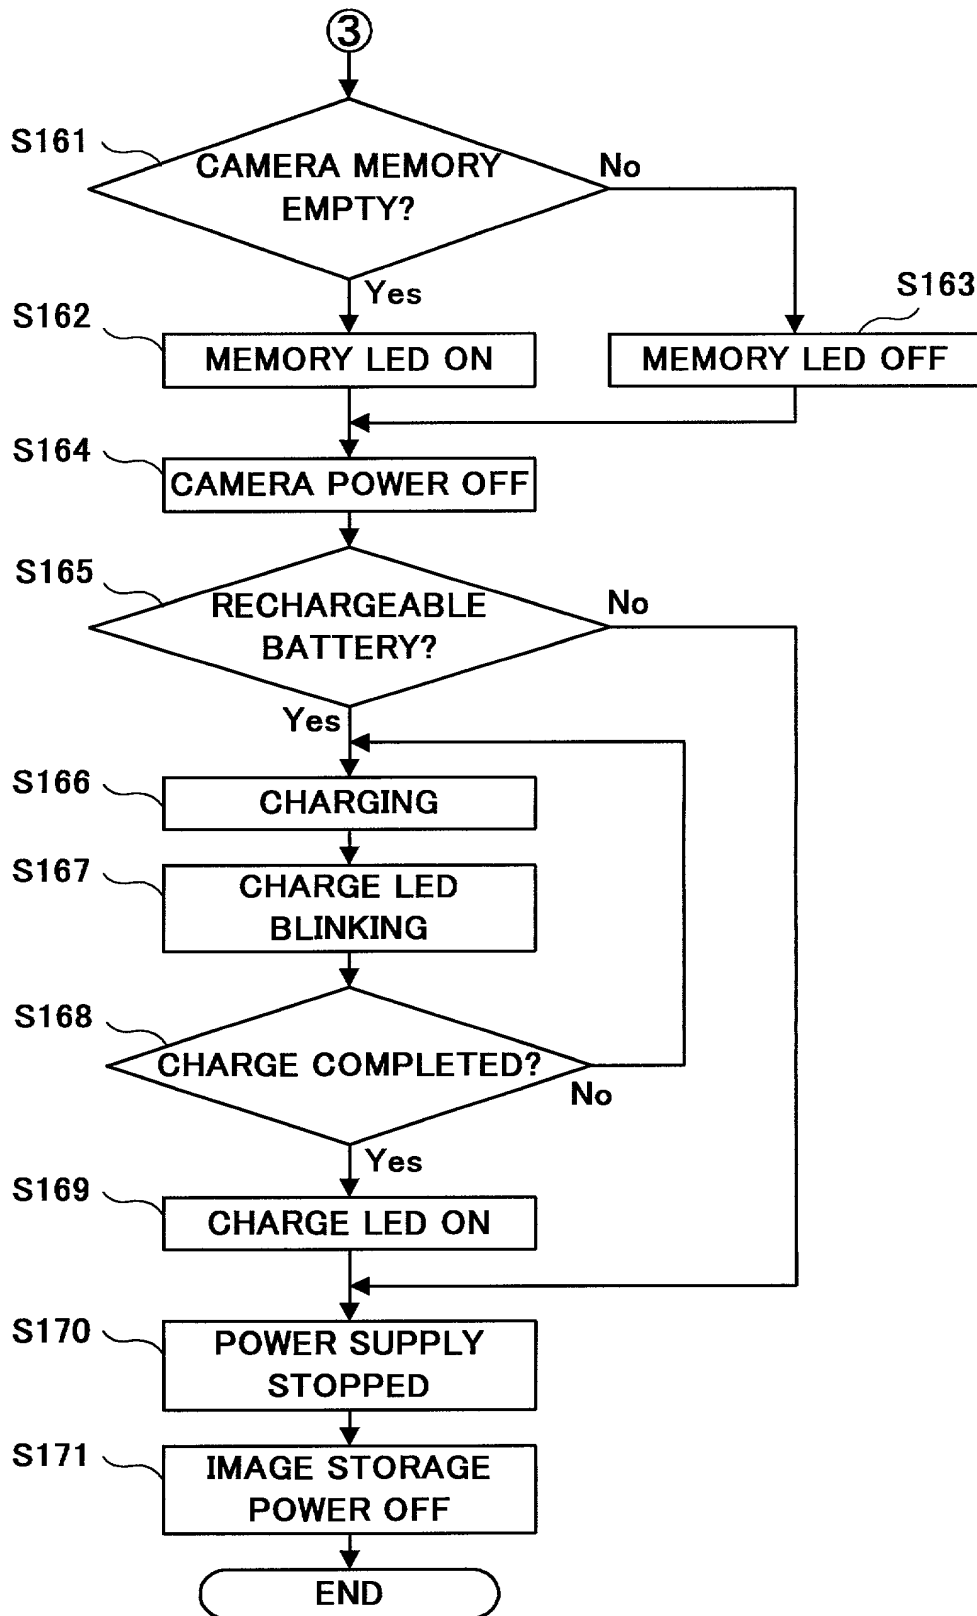 3
S161
CAMERA MEMORY
EMPTY?
No
Yes
S162
MEMORY LED ON
S163
MEMORY LED OFF
S164
CAMERA POWER OFF
S165
RECHARGEABLE
BATTERY?
No
Yes
S166
CHARGING
S167
CHARGE LED
BLINKING
S168
CHARGE COMPLETED?
No
Yes
S169
CHARGE LED ON
S170
POWER SUPPLY
STOPPED
S171
IMAGE STORAGE
POWER OFF
END